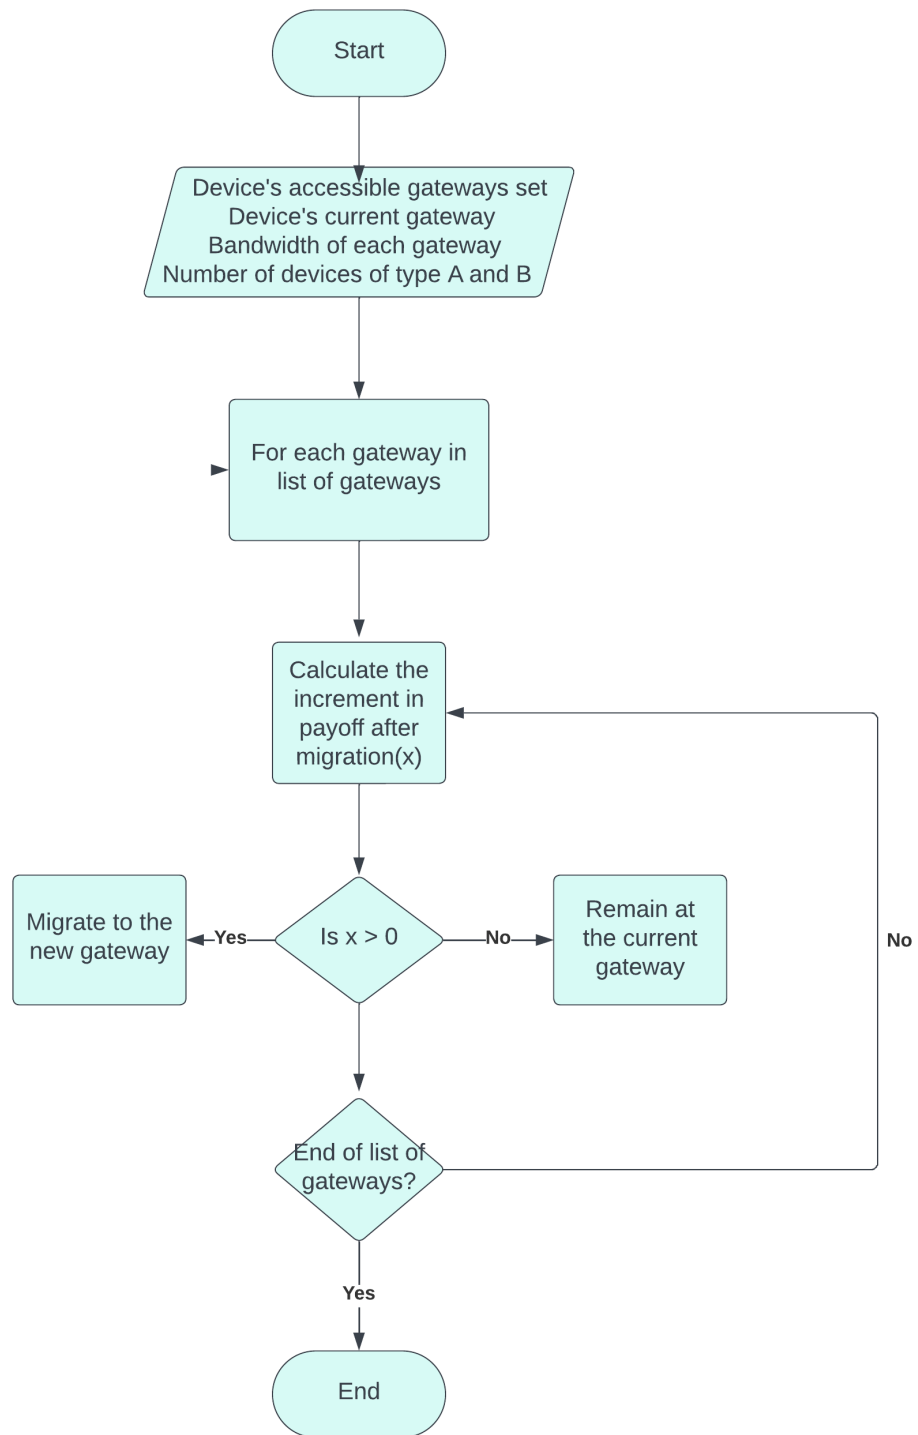 Start
Device's accessible gateways set
Device's current gateway
Bandwidth of each gateway
Number of devices of type A and B
For each gateway in
list of gateways
Calculate the
increment in
payoff after
migration(x)
Migrate to the
new gateway
Yes
Is x > 0
No
Remain at
the current
gateway
No
End of list of
gateways?
Yes
End